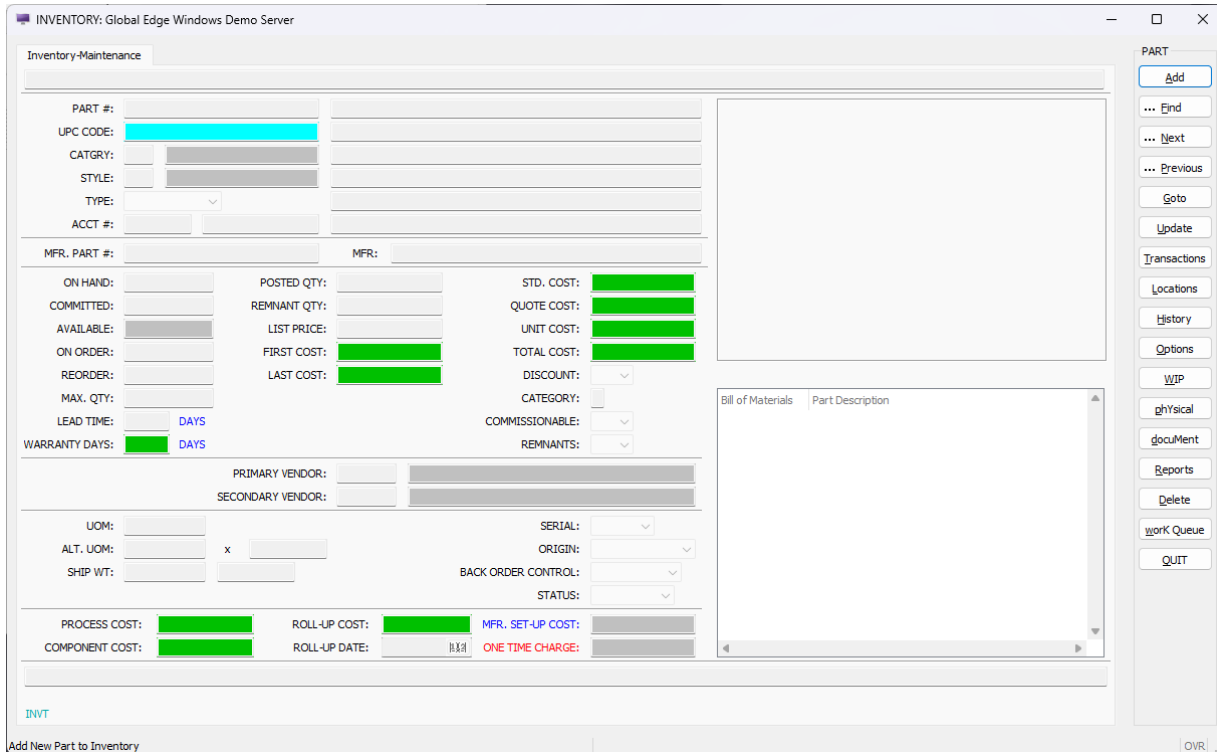 INVENTORY: Global Edge Windows Demo Server
Inventory-Maintenance
PART
Add
... Find
... Next
... Previous
Goto
Update
Transactions
Locations
History
Options
WIP
phYsical
docuMent
Reports
Delete
worK Queue
QUIT
PART #:
UPC CODE:
CATGRY:
STYLE:
TYPE:
ACCT #:
MFR. PART #: MFR:
ON HAND: POSTED QTY: STD. COST:
COMMITTED: REMNANT QTY: QUOTE COST:
AVAILABLE: LIST PRICE: UNIT COST:
ON ORDER: FIRST COST: TOTAL COST:
REORDER: LAST COST: DISCOUNT:
MAX. QTY: CATEGORY:
LEAD TIME: DAYS COMMISSIONABLE:
WARRANTY DAYS: DAYS REMNANTS:
Bill of Materials Part Description
PRIMARY VENDOR:
SECONDARY VENDOR:
UOM: SERIAL:
ALT. UOM: x ORIGIN:
SHIP WT: BACK ORDER CONTROL:
STATUS:
PROCESS COST: ROLL-UP COST: MFR. SET-UP COST:
COMPONENT COST: ROLL-UP DATE: ONE TIME CHARGE:
INVT
Add New Part to Inventory OVR